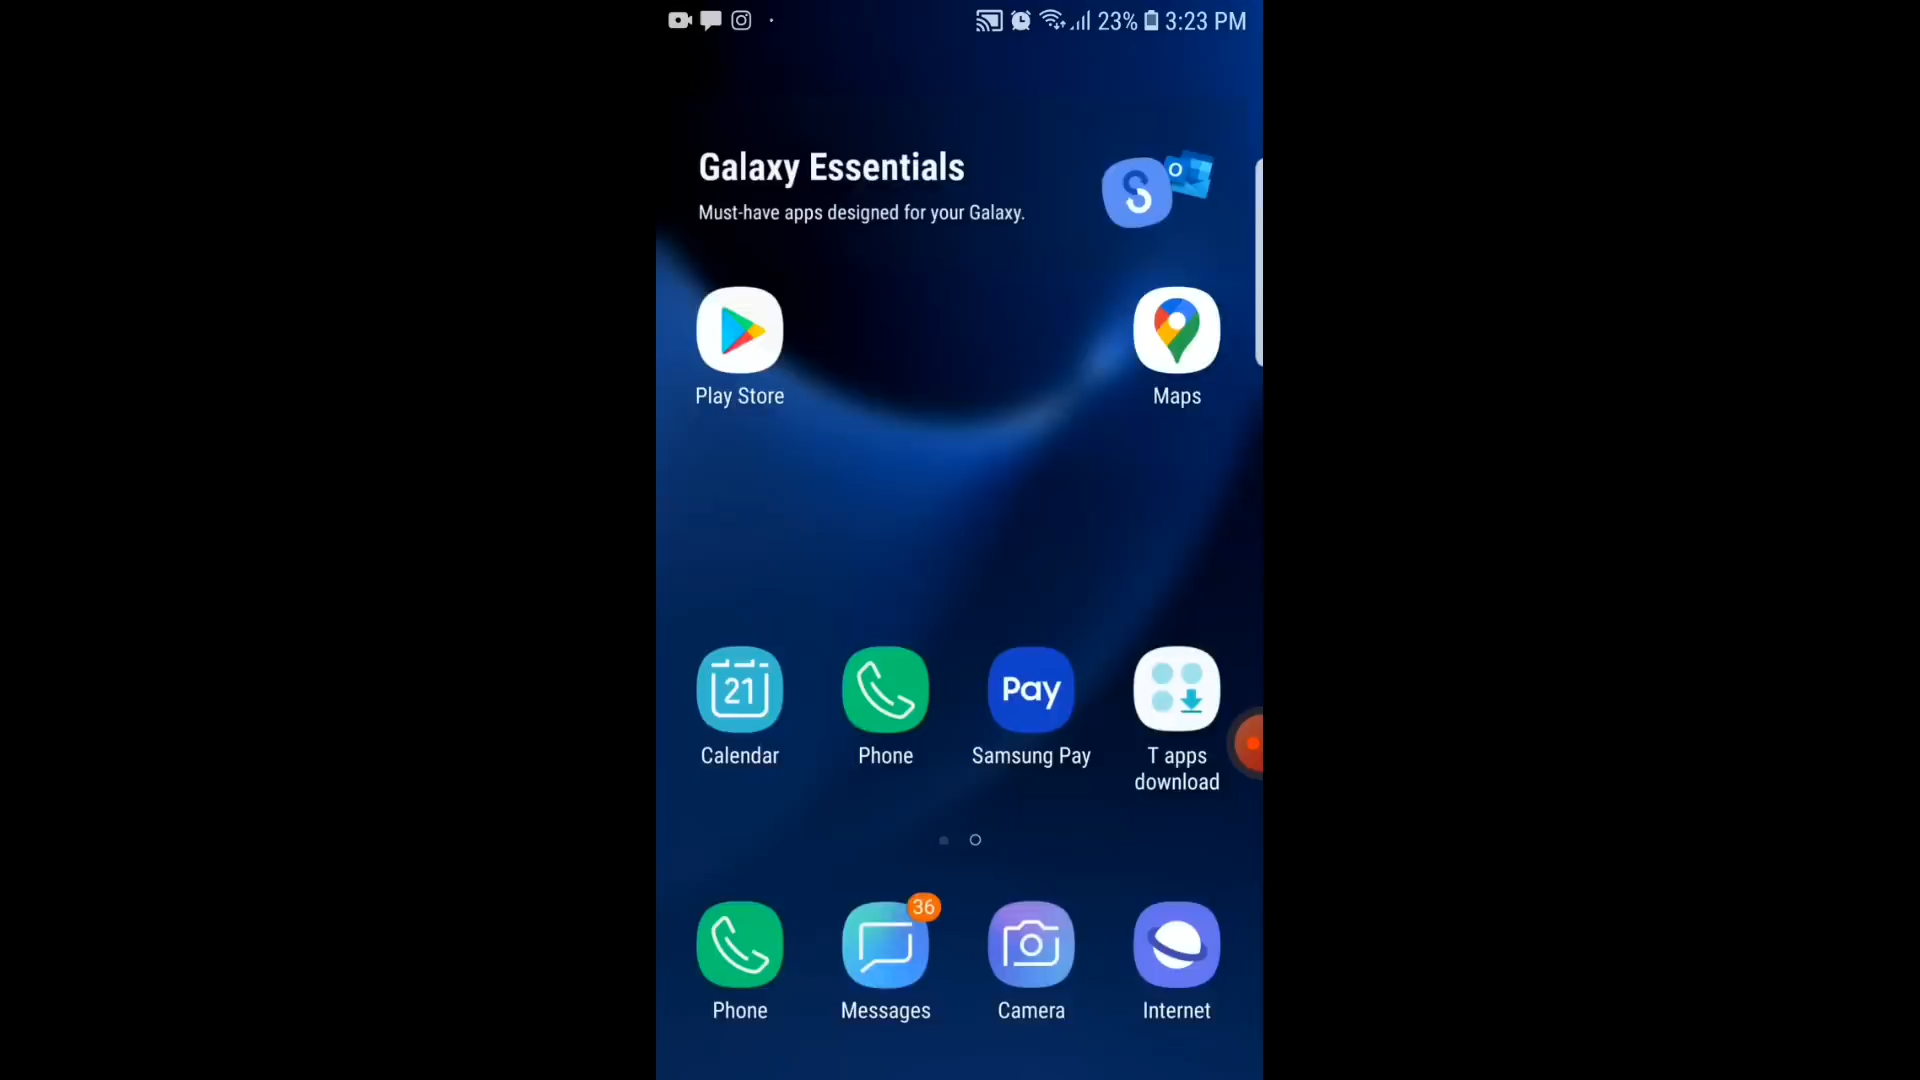 23% 3:23 PM
Galaxy Essentials
Must-have apps designed for your Galaxy.
S
O
Play Store
Maps
21
Pay
Calendar
Phone
Samsung Pay
T apps
download
36
Phone
Messages
Camera
Internet